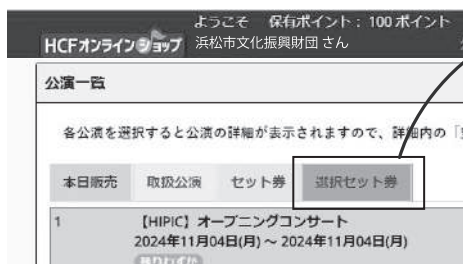 ようこそ 保有ポイント：100 ポイント
HCFオンラインショップ 浜松市文化振興財団 さん
公演一覧
各公演を選択すると公演の詳細が表示されますので、詳細内の「
本日販売 取扱公演 セット券 選択セット券
1 【HIPIC】オープニングコンサート
2024年11月04日(月) ～ 2024年11月04日(月)
残りわずか